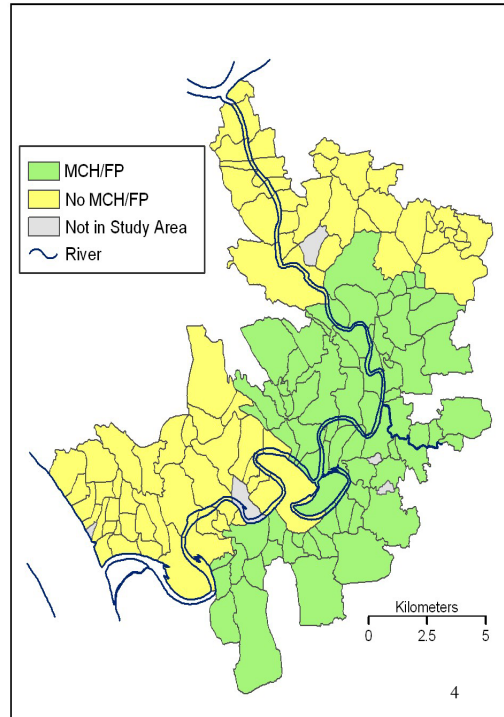 MCH/FP
No MCH/FP
Not in Study Area
River
Kilometers
0 2.5 5
4